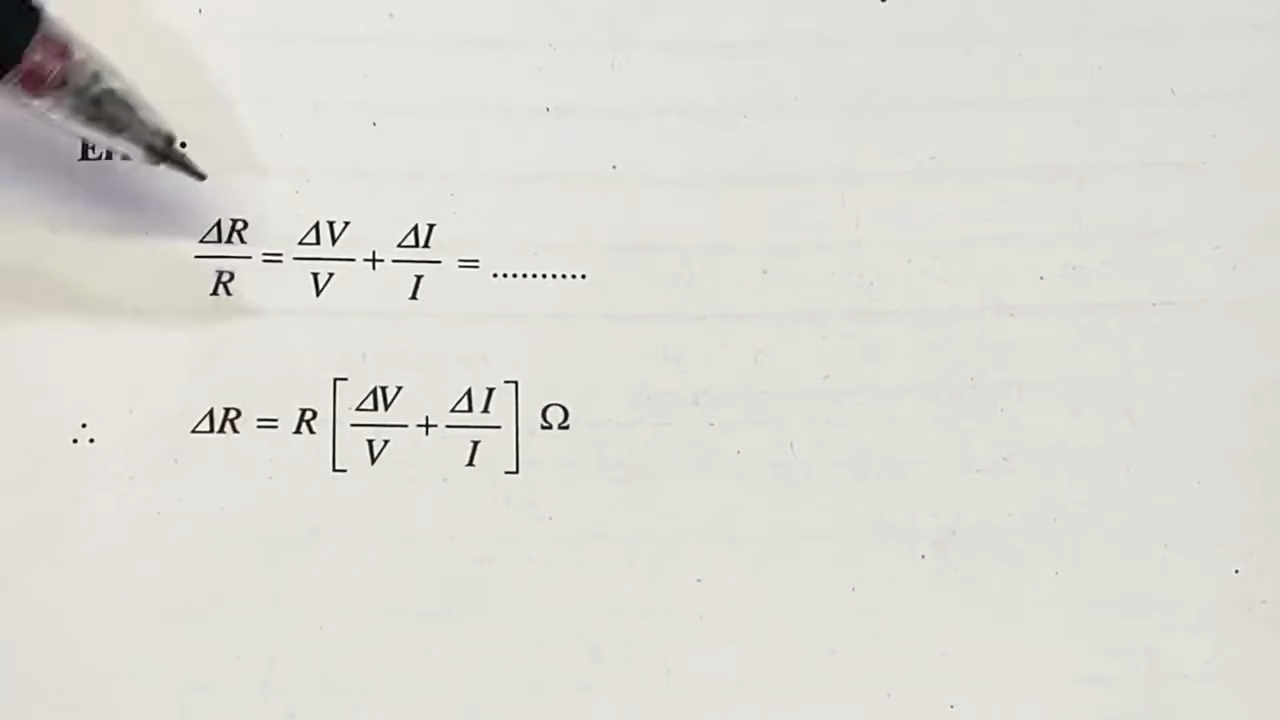 ΔR/R = ΔV/V + ΔI/I = ..........
∴ ΔR = R [ΔV/V + ΔI/I] Ω